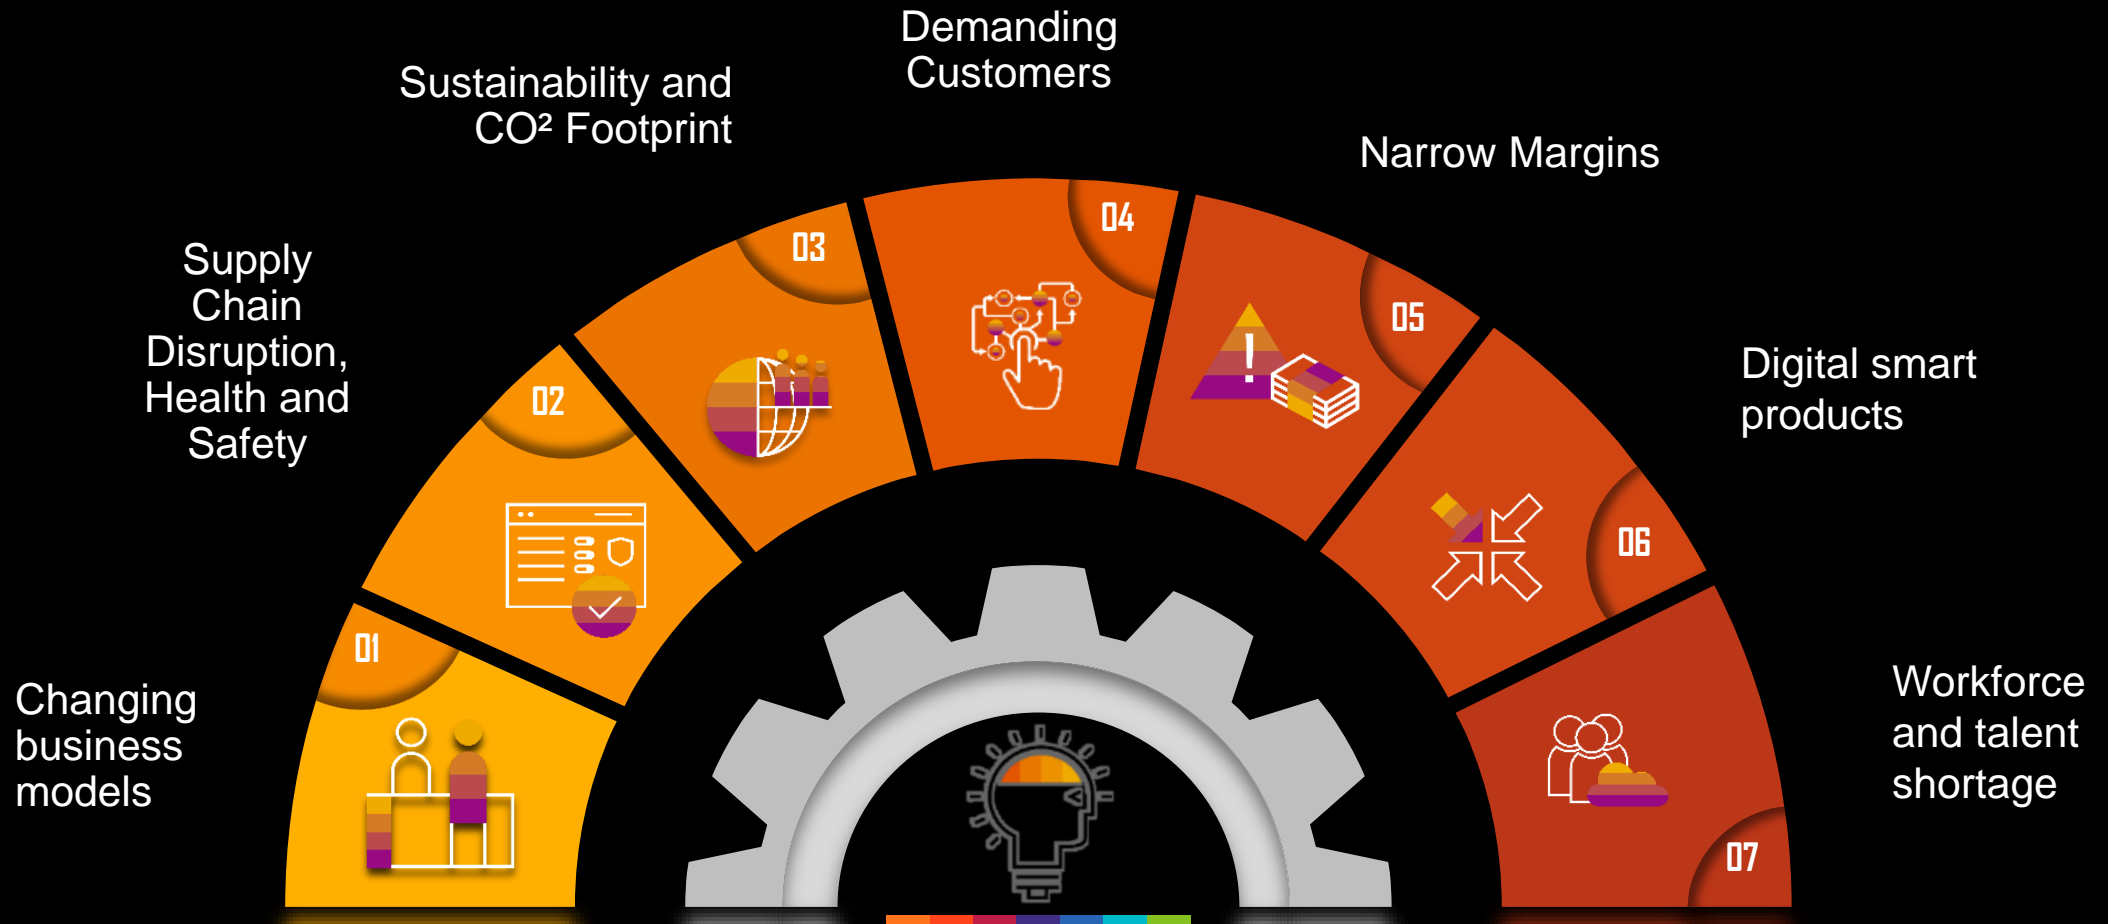 Demanding
Customers
Sustainability and
CO² Footprint
Narrow Margins
Supply
Chain
Disruption,
Health and
Safety
Digital smart
products
Changing
business
models
Workforce
and talent
shortage
01
02
03
04
05
06
07
!